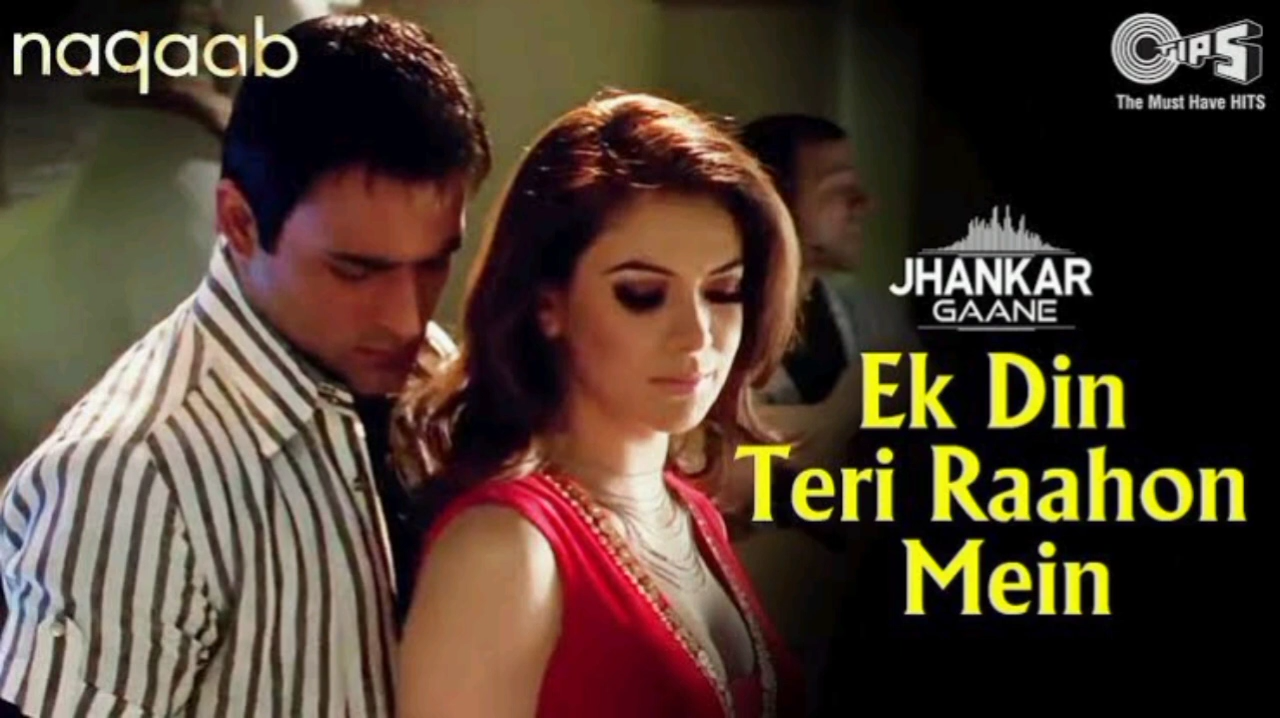 naqaab
TIPS
The Must Have HITS
JHANKAR
GAANE
Ek Din
Teri Raahon
Mein